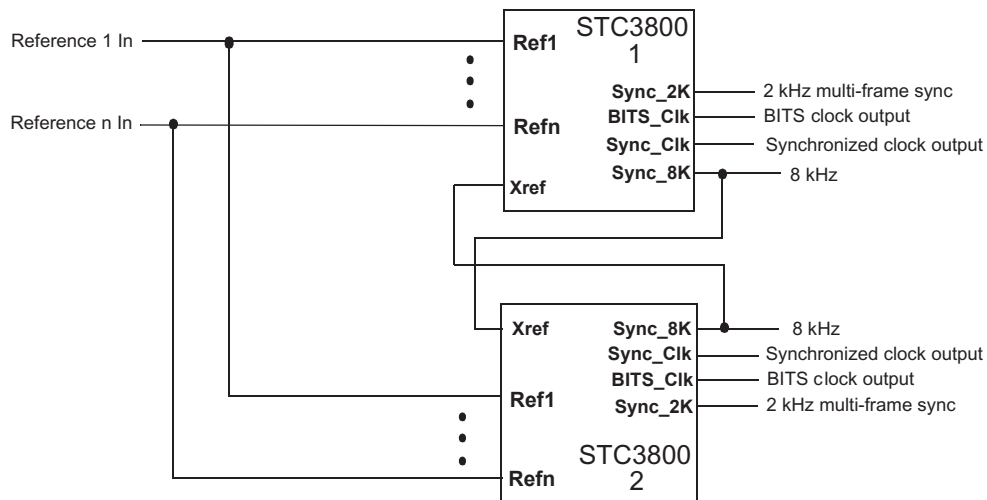 Reference 1 In
Ref1
STC3800
1
Sync_2K
2 kHz multi-frame sync
BITS_Clk
BITS clock output
Reference n In
Refn
Sync_Clk
Synchronized clock output
Sync_8K
8 kHz
Xref
Xref
Sync_8K
8 kHz
Sync_Clk
Synchronized clock output
BITS_Clk
BITS clock output
Ref1
Sync_2K
2 kHz multi-frame sync
STC3800
2
Refn